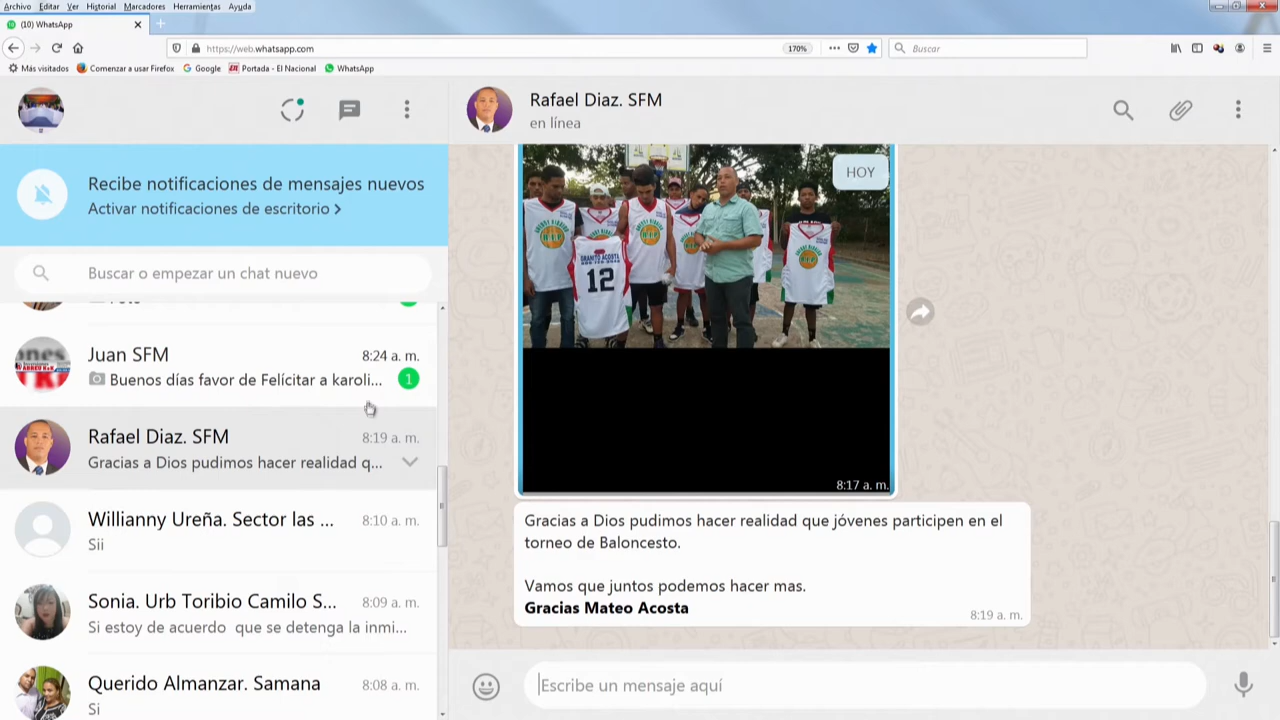 Archivo Editar Ver Historial Marcadores Herramientas Ayuda
(10) WhatsApp
https://web.whatsapp.com
170%
Buscar
Más visitados Comenzar a usar Firefox Google Portada - El Nacional WhatsApp
Rafael Diaz. SFM
en línea
Recibe notificaciones de mensajes nuevos
Activar notificaciones de escritorio
Buscar o empezar un chat nuevo
Juan SFM 8:24 a. m.
Buenos días favor de Felícitar a karoli... 1
Rafael Diaz. SFM 8:19 a. m.
Gracias a Dios pudimos hacer realidad q...
Willianny Ureña. Sector las ... 8:10 a. m.
Sii
Sonia. Urb Toribio Camilo S... 8:09 a. m.
Si estoy de acuerdo que se detenga la inmi...
Querido Almanzar. Samana 8:08 a. m.
Si
HOY
GRANITO ACOSTA
12
8:17 a. m.
Gracias a Dios pudimos hacer realidad que jóvenes participen en el
torneo de Baloncesto.
Vamos que juntos podemos hacer mas.
Gracias Mateo Acosta
8:19 a. m.
Escribe un mensaje aquí